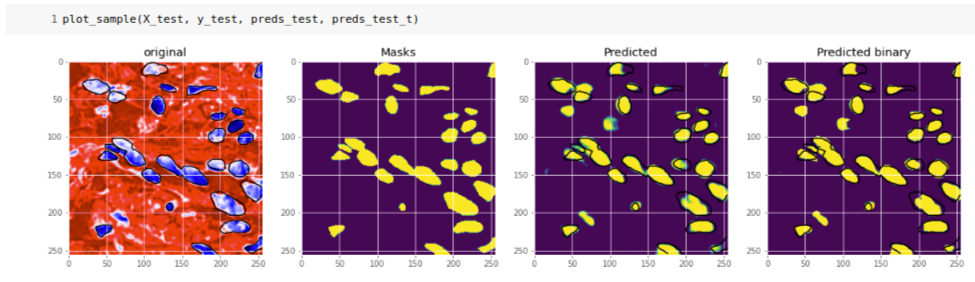 1 plot_sample(X_test, y_test, preds_test, preds_test_t)
original Masks Predicted Predicted binary
0 0 0 0
50 50 50 50
100 100 100 100
150 150 150 150
200 200 200 200
250 250 250 250
0 50 100 150 200 250 0 50 100 150 200 250 0 50 100 150 200 250 0 50 100 150 200 250